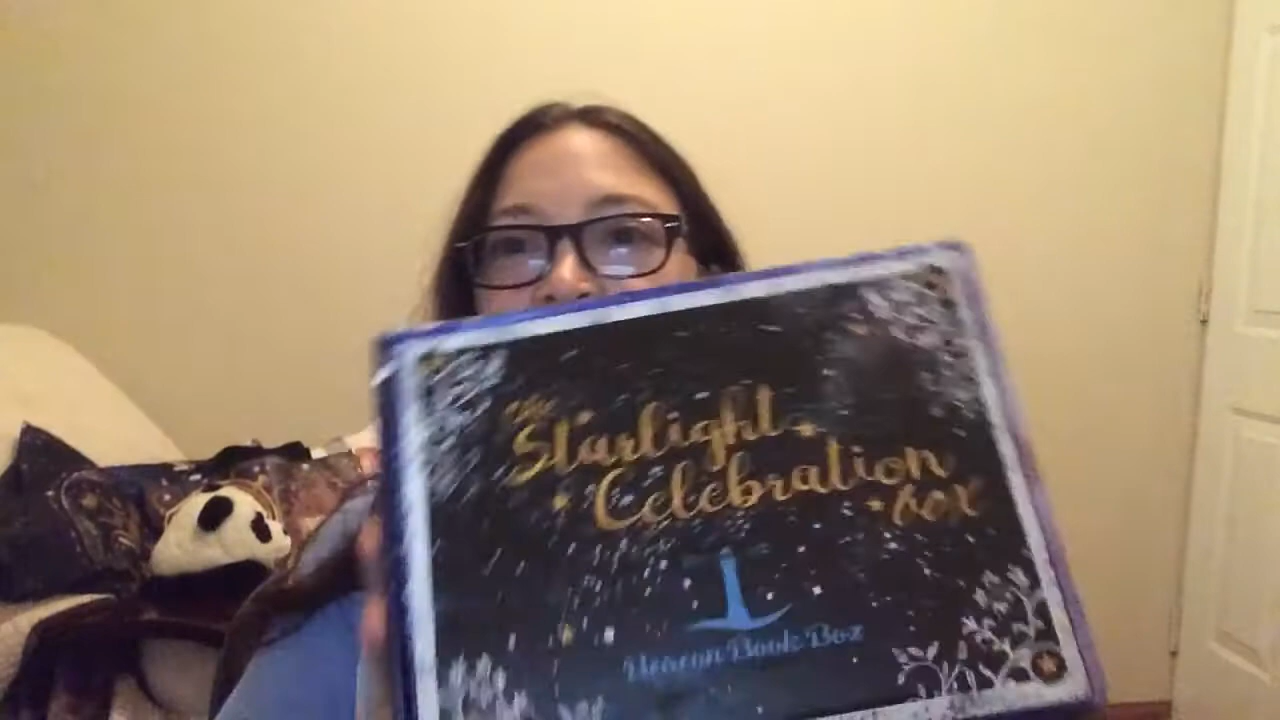 The
Starlight
Celebration
Box
Beacon Book Box